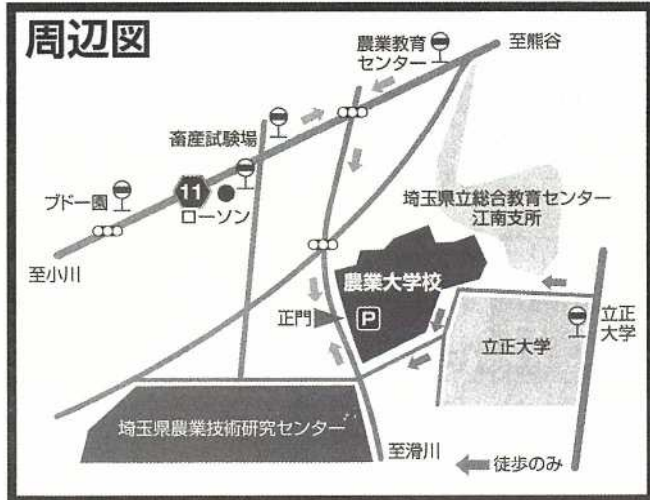 周辺図
農業教育
センター
至熊谷
畜産試験場
11
ブドー園
ローソン
埼玉県立総合教育センター
江南支所
至小川
農業大学校
正門
P
立正
大学
立正大学
埼玉県農業技術研究センター
至滑川
徒歩のみ